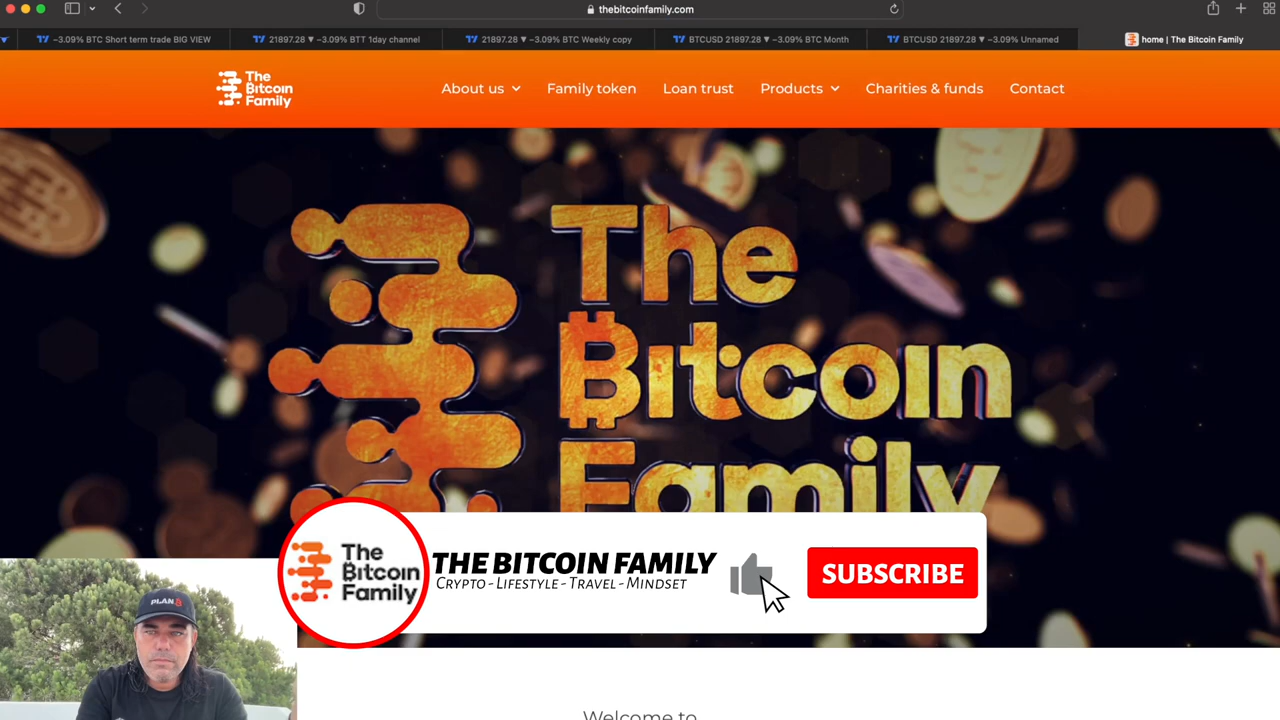 thebitcoinfamily.com
−3.09% BTC Short term trade BIG VIEW
21897.28 ▼ −3.09% BTT 1day channel
21897.28 ▼ −3.09% BTC Weekly copy
BTCUSD 21897.28 ▼ −3.09% BTC Month
BTCUSD 21897.28 ▼ −3.09% Unnamed
home | The Bitcoin Family
The
Bitcoin
Family
About us
Family token
Loan trust
Products
Charities & funds
Contact
The
Bitcoin
Family
The
Bitcoin
Family
THE BITCOIN FAMILY
CRYPTO - LIFESTYLE - TRAVEL - MINDSET
SUBSCRIBE
PLAN B
Welcome to